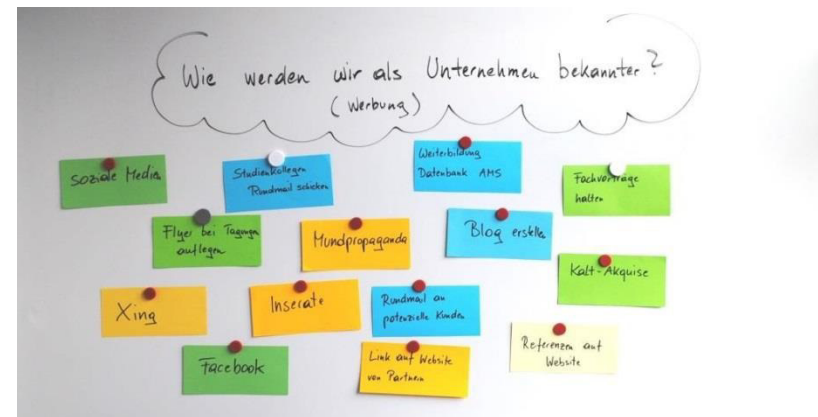 Wie werden wir als Unternehmen bekannter?
(Werbung)
Soziale Media
Studienkollegen
Rundmail schicken
Weiterbildung
Datenbank AMS
Fachvorträge
halten
Flyer bei Tagungen
auflegen
Mundpropaganda
Blog erstellen
Kalt-Akquise
Xing
Inserate
Rundmail an
potenzielle Kunden
Referenzen auf
Website
Facebook
Link auf Website
von Partnern